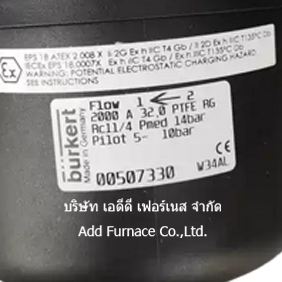 EPS 18 ATEX 2 008 X II 2G Ex h IIC T4 Gb / II 2D Ex h IIIC T135°C Db
IECEx EPS 18.0007X Ex h IIC T4 Gb / Ex h IIIC T135°C Db
WARNING: POTENTIAL ELECTROSTATIC CHARGING HAZARD
SEE INSTRUCTIONS
Ex
bürkert
Made in Germany
Flow 1 ← 2
2000 A 32,0 PTFE RG
Rc11/4 Pmed 14bar
Pilot 5- 10bar
00507330
W34AL
CE
บริษัท เอดีดี เฟอร์เนส จำกัด
Add Furnace Co.,Ltd.